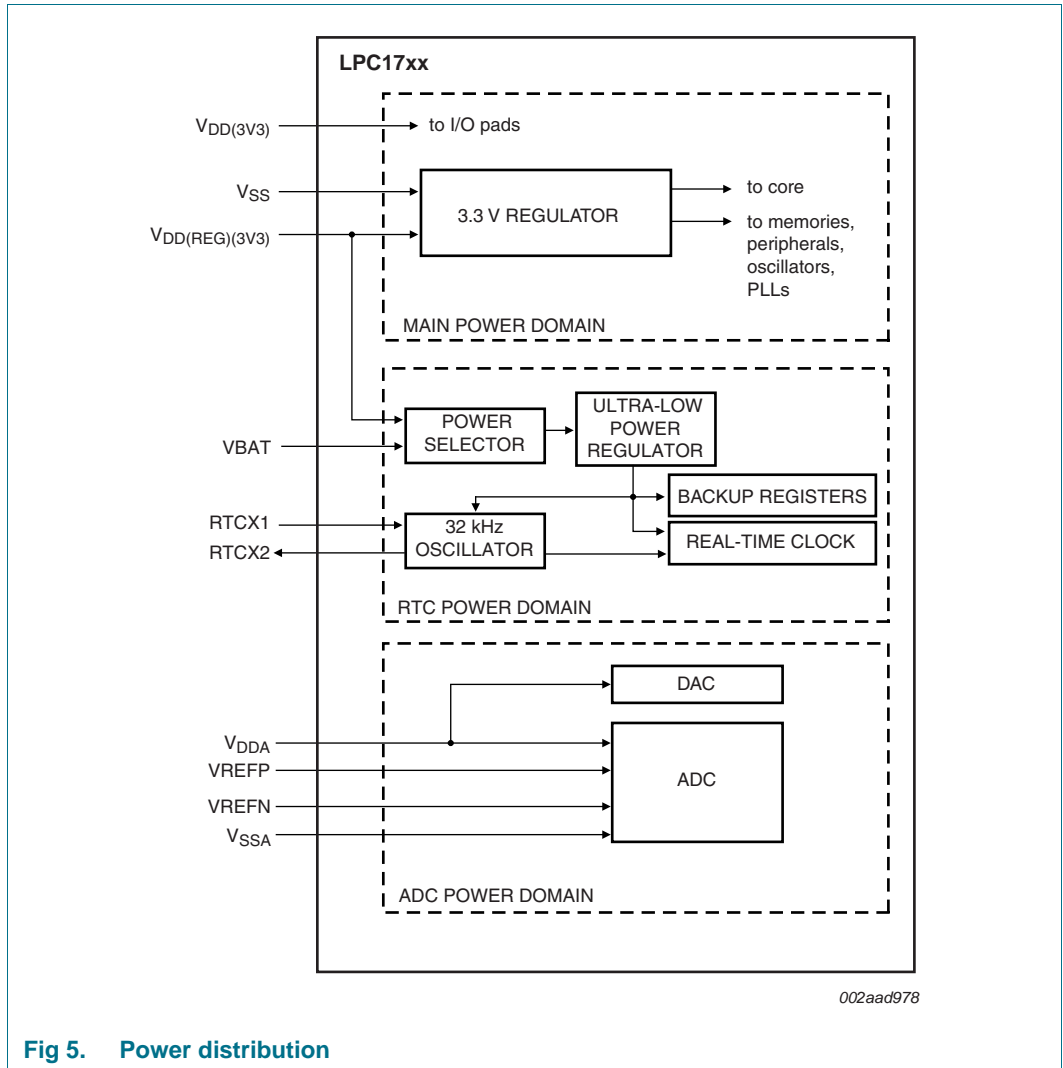 LPC17xx
VDD(3V3)
to I/O pads
VSS
3.3 V REGULATOR
to core
VDD(REG)(3V3)
to memories,
peripherals,
oscillators,
PLLs
MAIN POWER DOMAIN
POWER
SELECTOR
ULTRA-LOW
POWER
REGULATOR
VBAT
BACKUP REGISTERS
RTCX1
32 kHz
OSCILLATOR
REAL-TIME CLOCK
RTCX2
RTC POWER DOMAIN
DAC
VDDA
VREFP
ADC
VREFN
VSSA
ADC POWER DOMAIN
002aad978
Fig 5. Power distribution